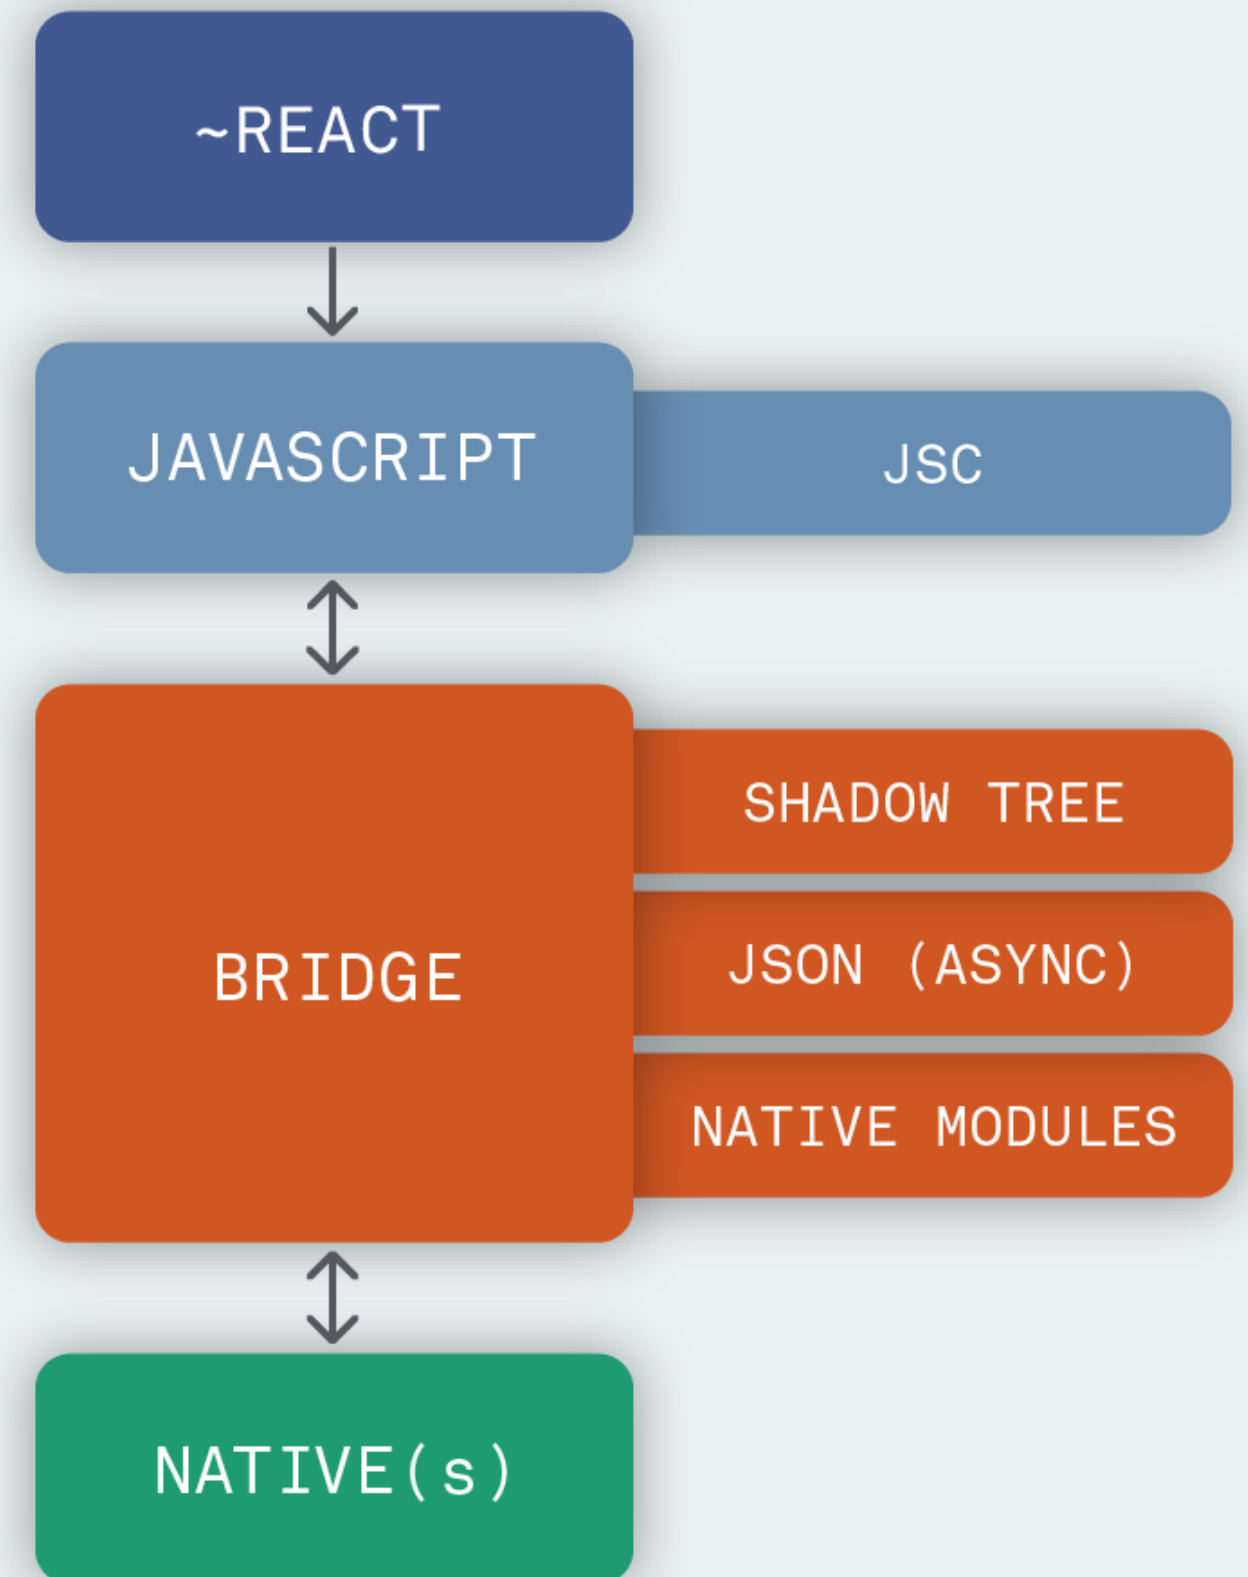 ~REACT
JAVASCRIPT
JSC
BRIDGE
SHADOW TREE
JSON (ASYNC)
NATIVE MODULES
NATIVE(s)